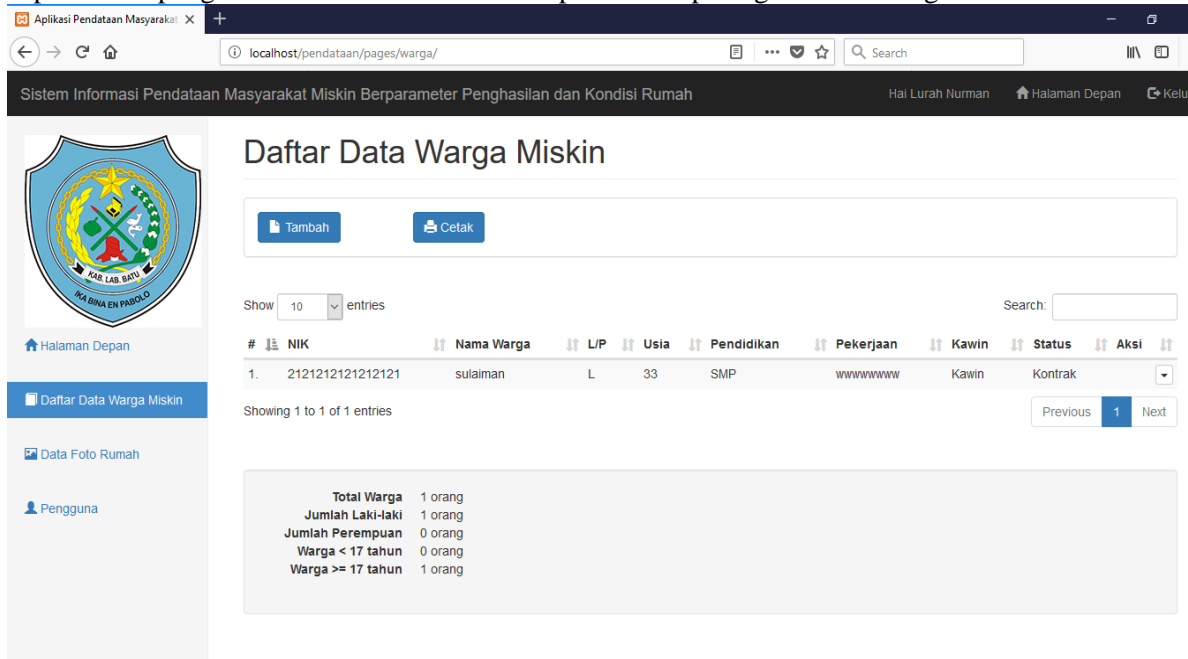 Aplikasi Pendataan Masyarakat
localhost/pendataan/pages/warga/
Search
Sistem Informasi Pendataan Masyarakat Miskin Berparameter Penghasilan dan Kondisi Rumah
Hai Lurah Nurman
Halaman Depan
Kelu
KAB. LAB. BATU
IKA BINA EN PABOLO
Halaman Depan
Daftar Data Warga Miskin
Data Foto Rumah
Pengguna
Daftar Data Warga Miskin
Tambah
Cetak
Show 10 entries
Search:
# NIK Nama Warga L/P Usia Pendidikan Pekerjaan Kawin Status Aksi
1. 2121212121212121 sulaiman L 33 SMP wwwwwwww Kawin Kontrak
Showing 1 to 1 of 1 entries
Previous 1 Next
Total Warga 1 orang
Jumlah Laki-laki 1 orang
Jumlah Perempuan 0 orang
Warga < 17 tahun 0 orang
Warga >= 17 tahun 1 orang